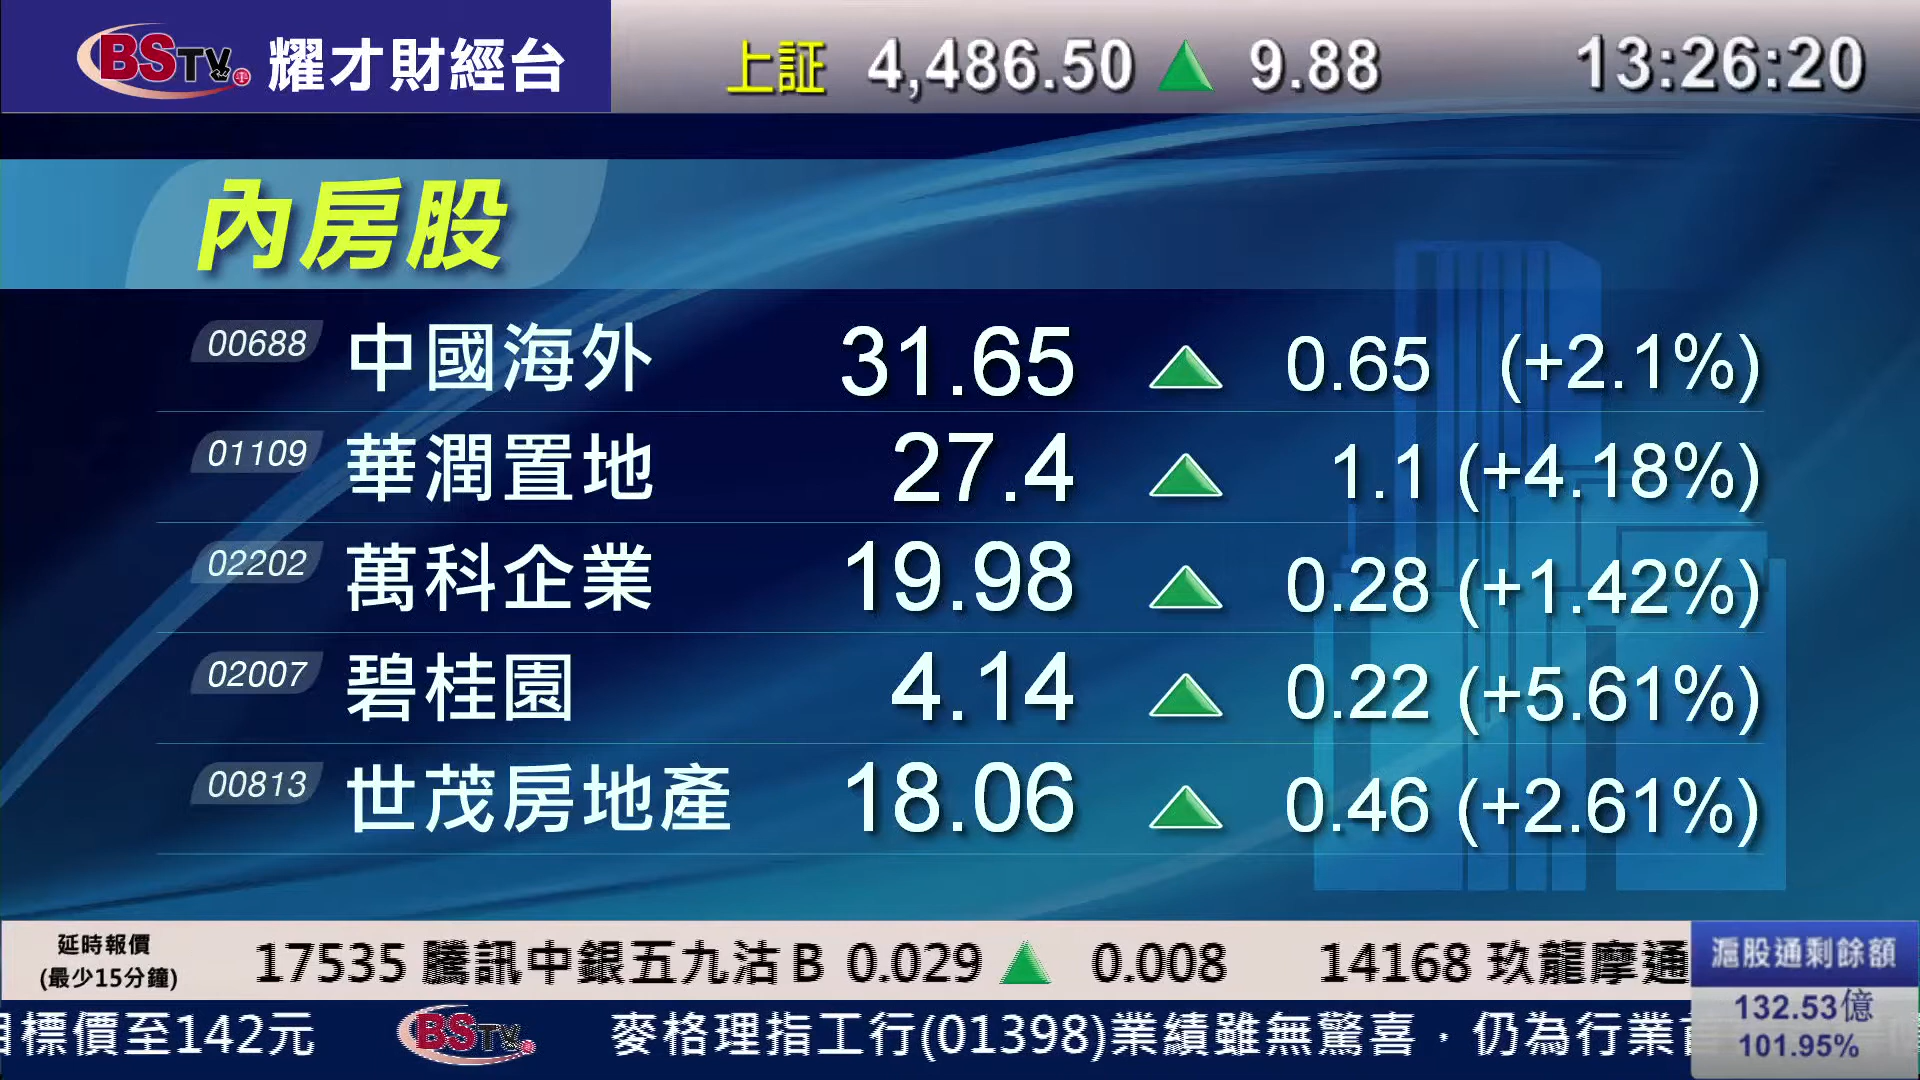 BSTV 耀才財經台 上証 4,486.50 ▲ 9.88 13:26:20
內房股
00688 中國海外 31.65 ▲ 0.65 (+2.1%)
01109 華潤置地 27.4 ▲ 1.1 (+4.18%)
02202 萬科企業 19.98 ▲ 0.28 (+1.42%)
02007 碧桂園 4.14 ▲ 0.22 (+5.61%)
00813 世茂房地產 18.06 ▲ 0.46 (+2.61%)
延時報價
(最少15分鐘)
17535 騰訊中銀五九沽B 0.029 ▲ 0.008 14168 玖龍摩通
滬股通剩餘額
132.53億
101.95%
目標價至142元 BSTV 麥格理指工行(01398)業績雖無驚喜，仍為行業首